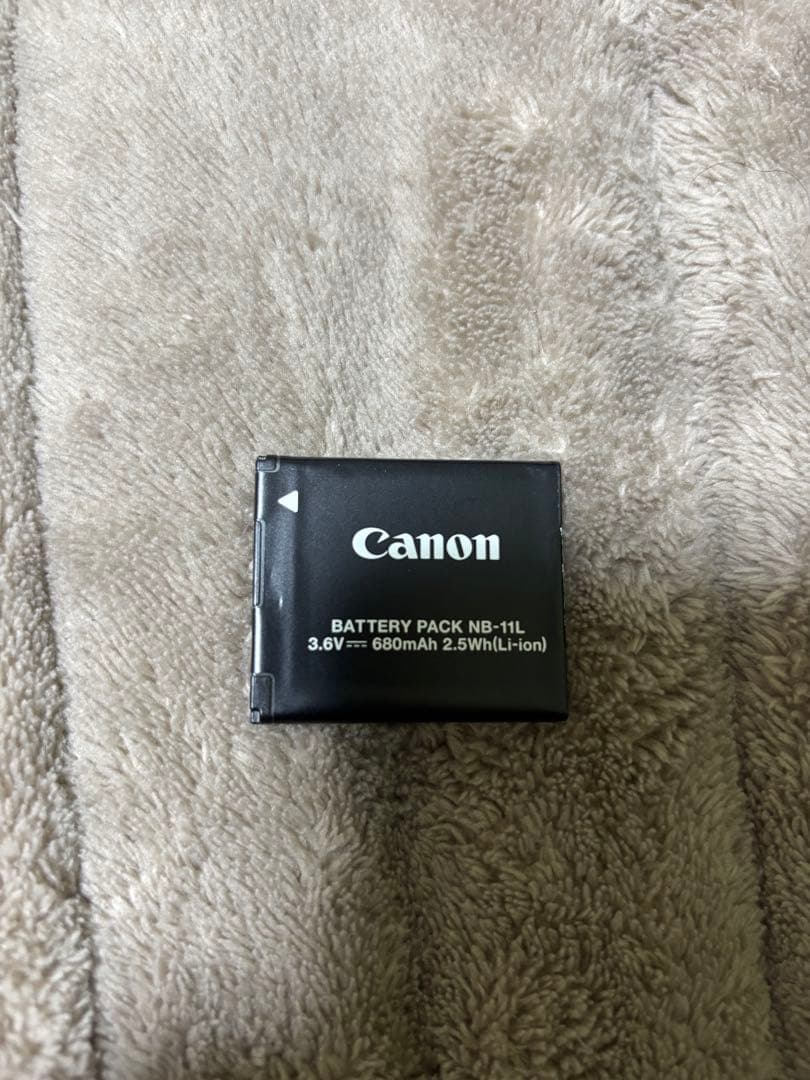 Canon
BATTERY PACK NB-11L
3.6V⎓ 680mAh 2.5Wh(Li-ion)